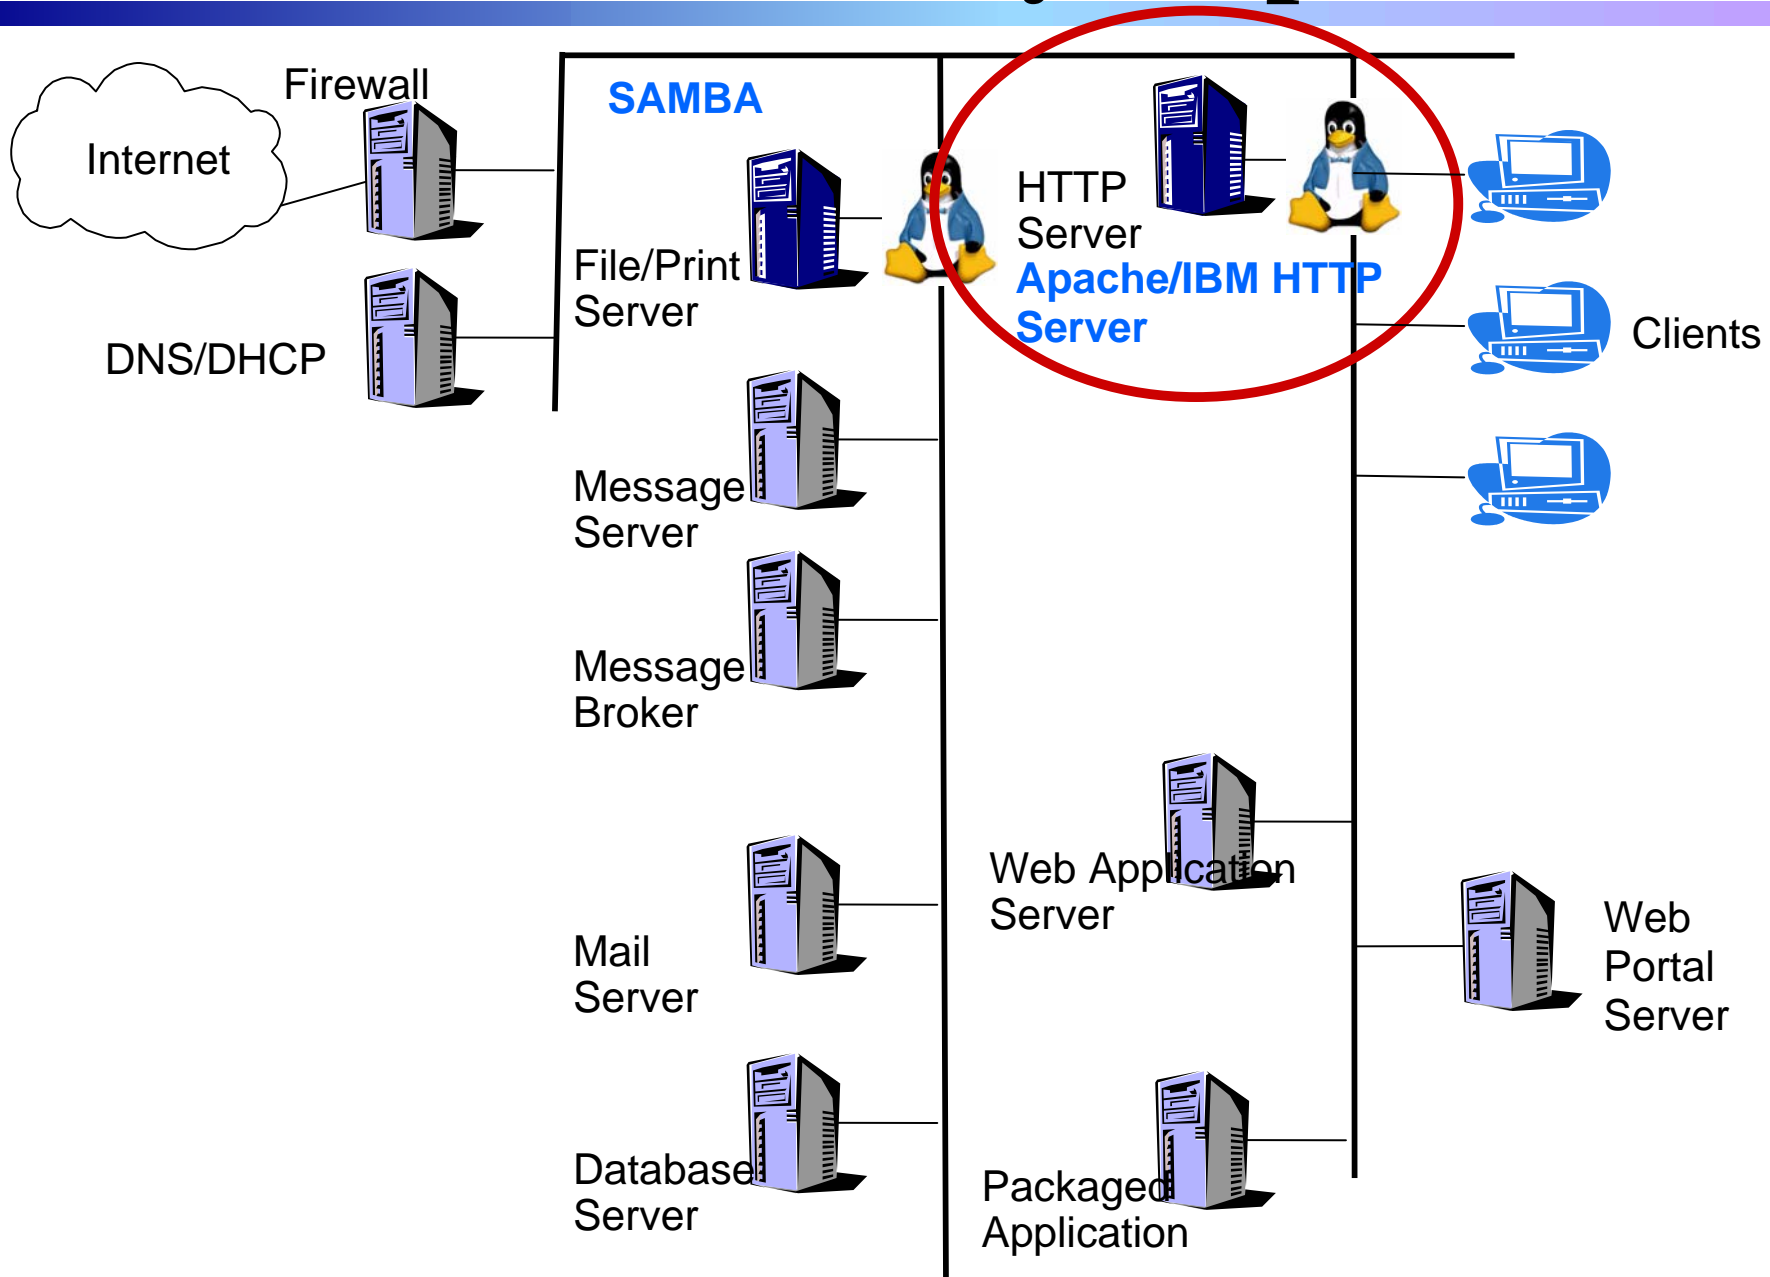 Firewall
Internet
DNS/DHCP
SAMBA
File/Print
Server
Message
Server
Message
Broker
Mail
Server
Database
Server
HTTP
Server
Apache/IBM HTTP
Server
Clients
Web Application
Server
Web
Portal
Server
Packaged
Application